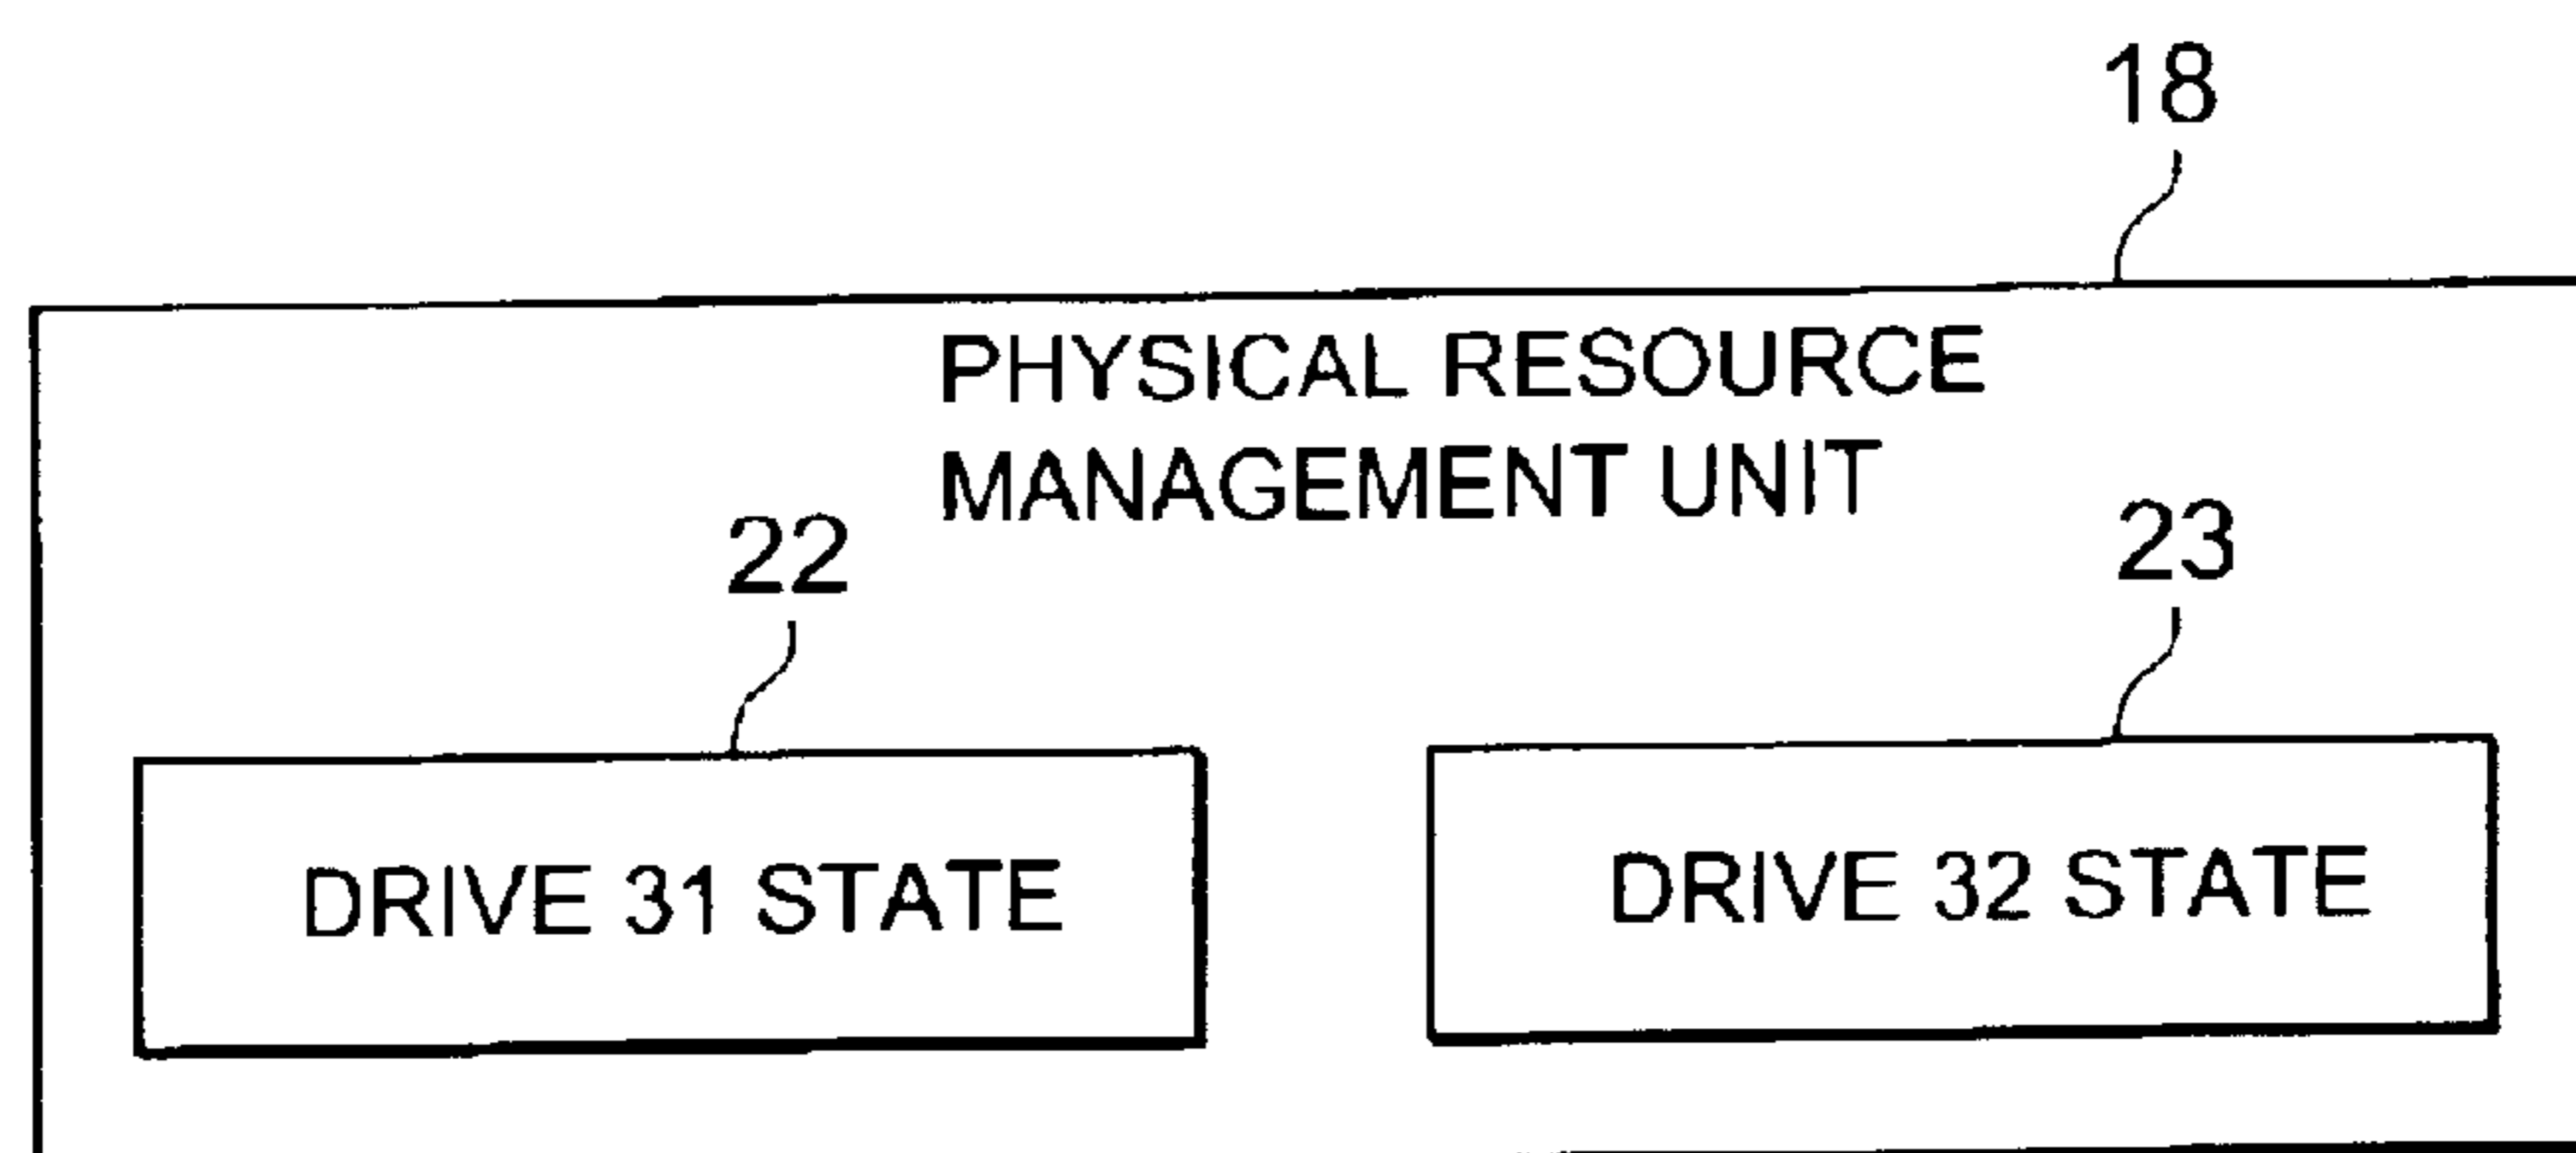 18
PHYSICAL RESOURCE
MANAGEMENT UNIT
22
23
DRIVE 31 STATE
DRIVE 32 STATE